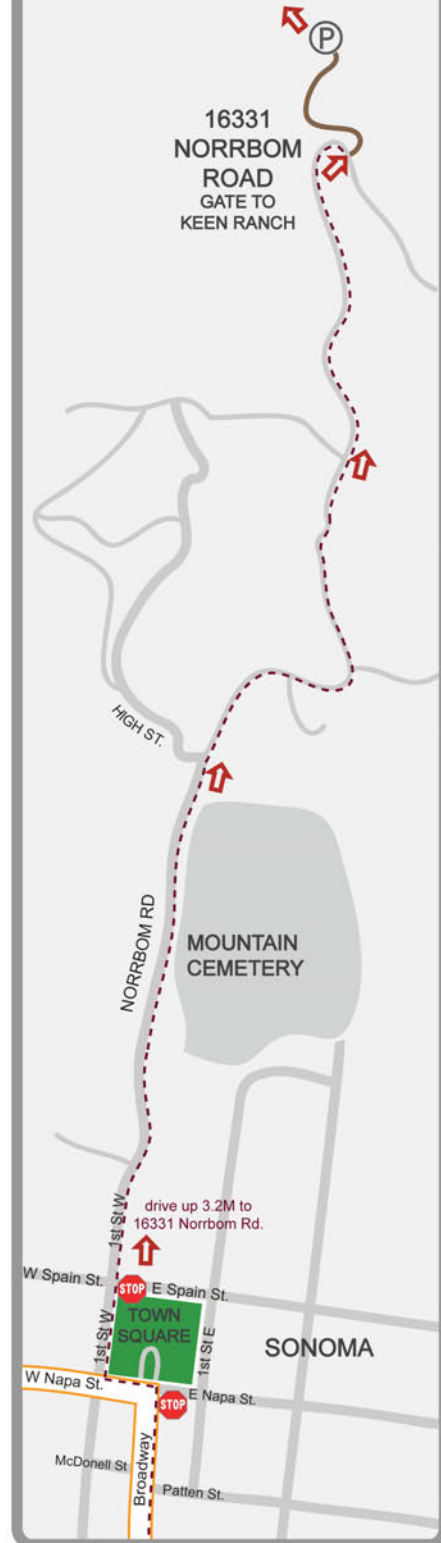 P
16331
NORRBOM
ROAD
GATE TO
KEEN RANCH
HIGH ST.
NORRBOM RD
MOUNTAIN
CEMETERY
drive up 3.2M to
16331 Norrbom Rd.
1st St W
W Spain St.
STOP
E Spain St.
TOWN
SQUARE
1st St W
1st St E
SONOMA
W Napa St.
E Napa St.
STOP
McDonell St
Broadway
Patten St.